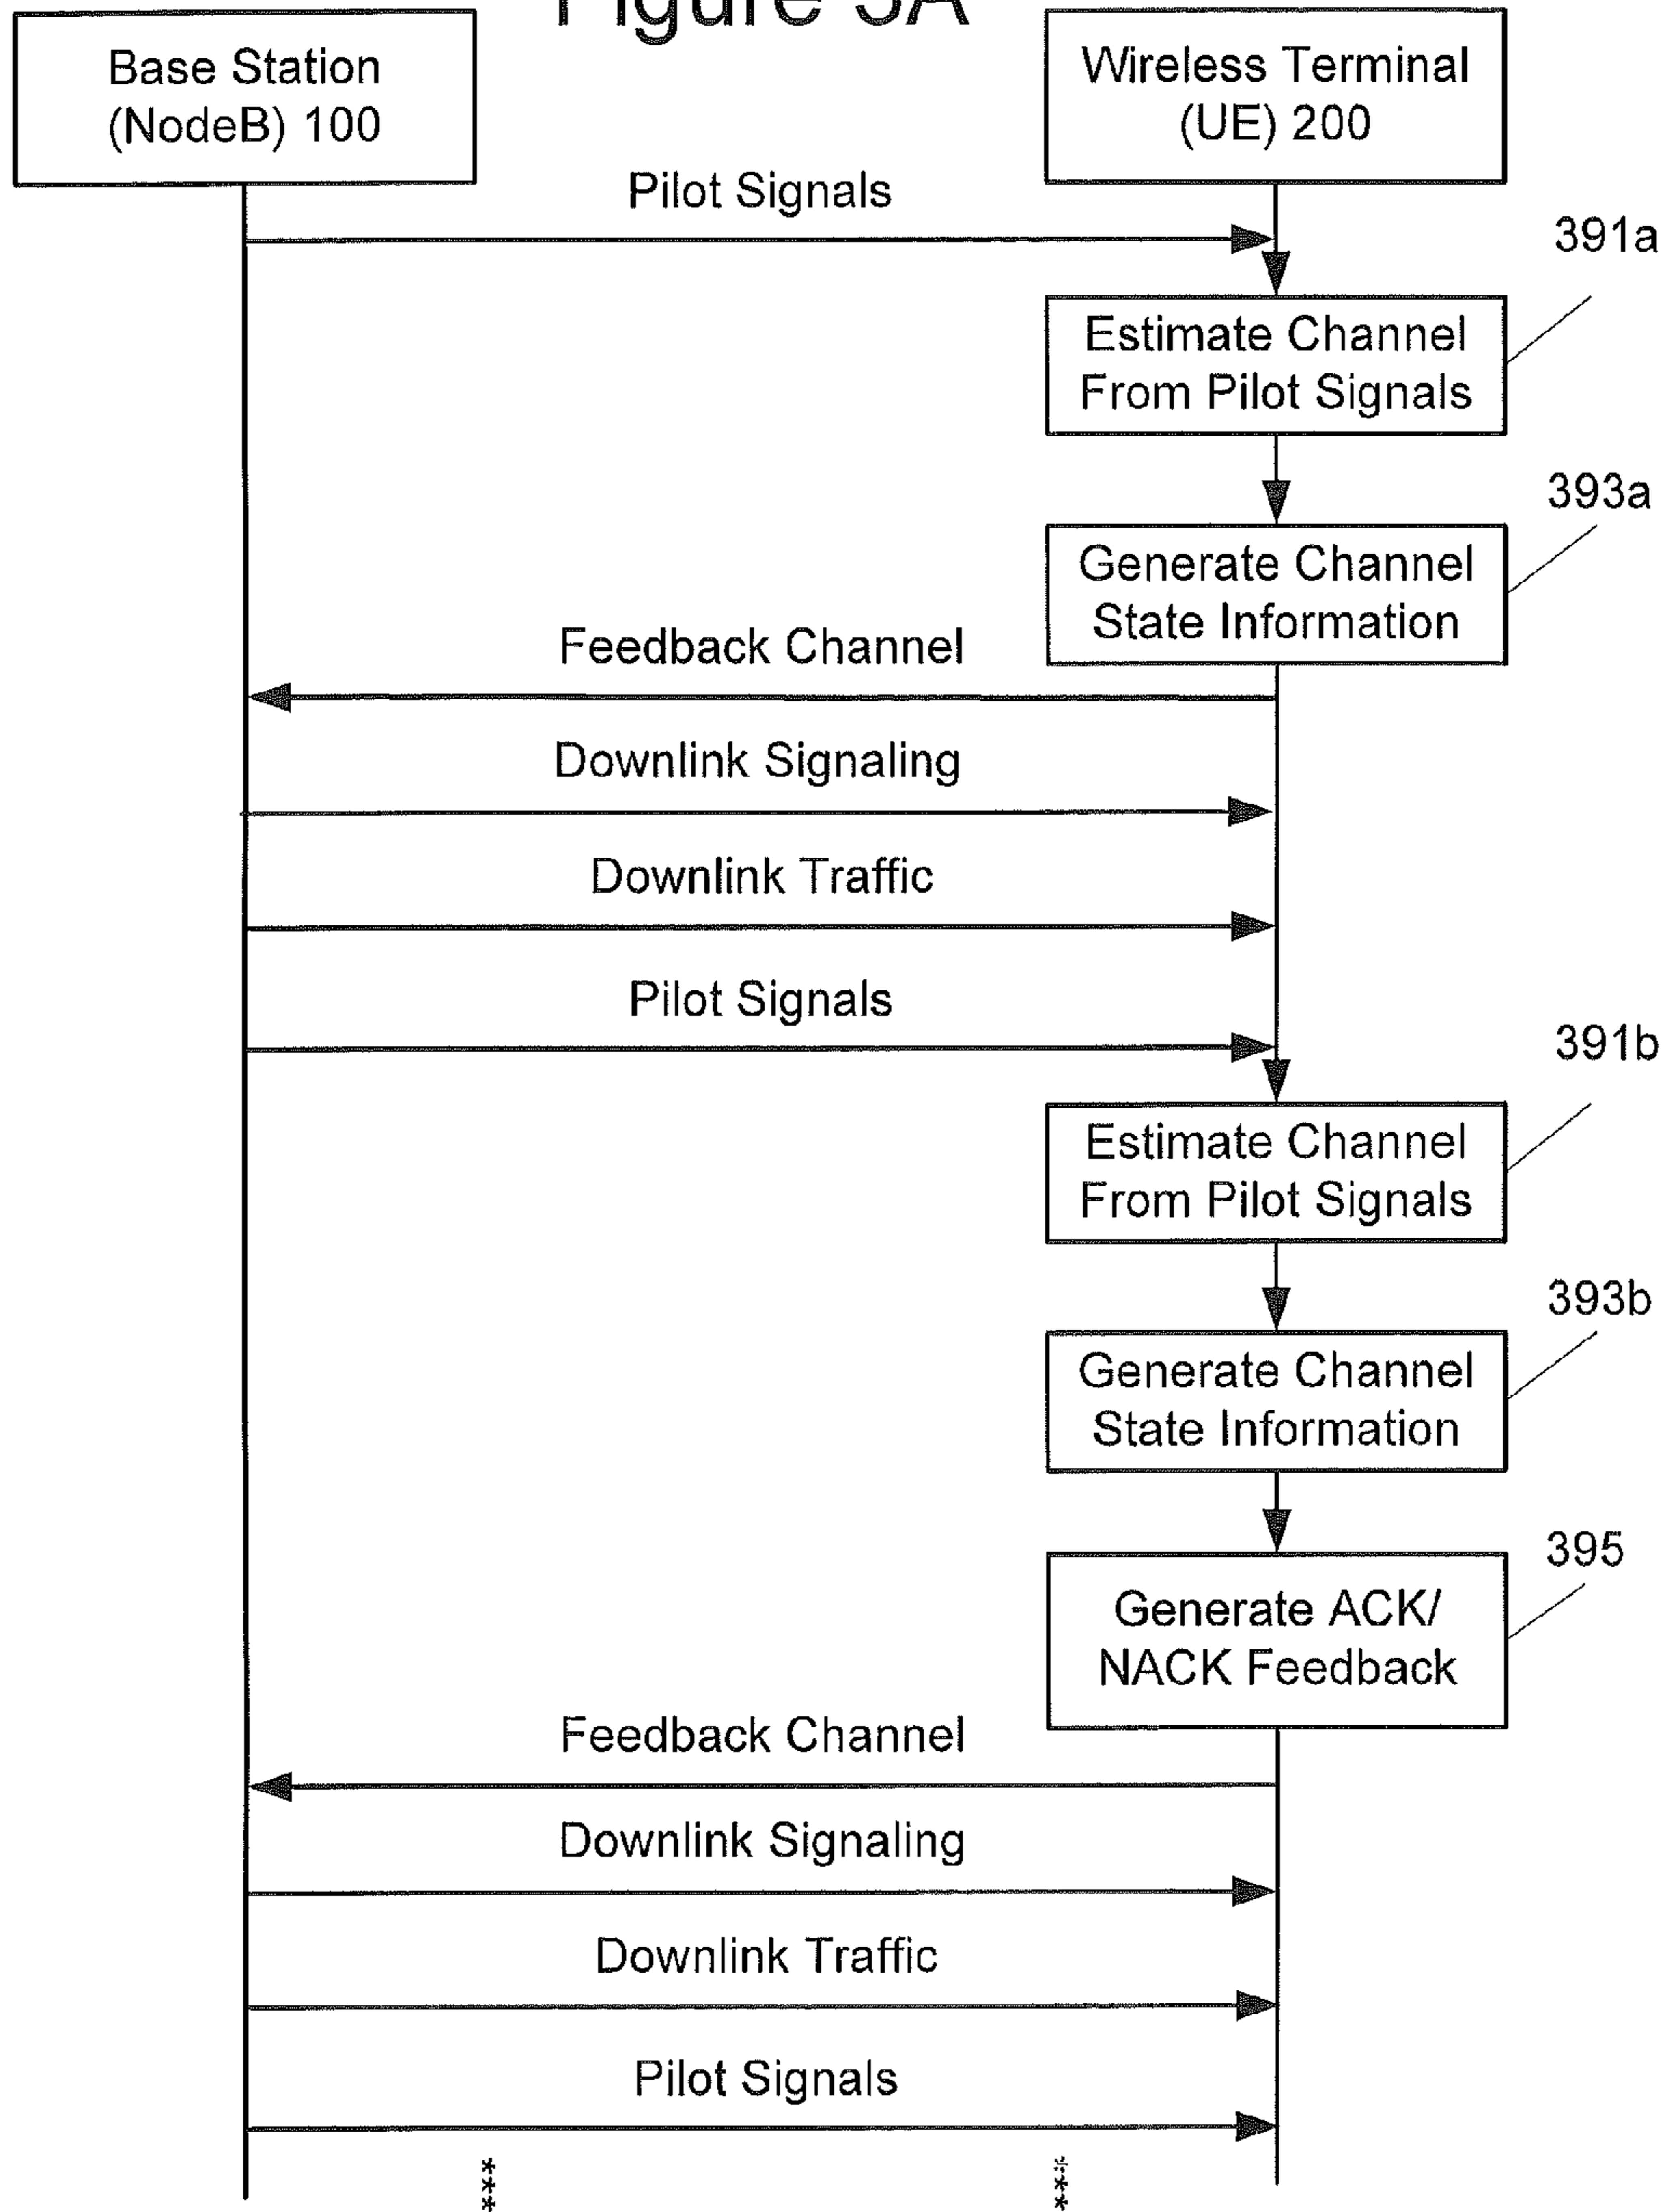 Figure 3A
Base Station
(NodeB) 100
Wireless Terminal
(UE) 200
Pilot Signals
391a
Estimate Channel
From Pilot Signals
393a
Generate Channel
State Information
Feedback Channel
Downlink Signaling
Downlink Traffic
Pilot Signals
391b
Estimate Channel
From Pilot Signals
393b
Generate Channel
State Information
395
Generate ACK/
NACK Feedback
Feedback Channel
Downlink Signaling
Downlink Traffic
Pilot Signals
***
***